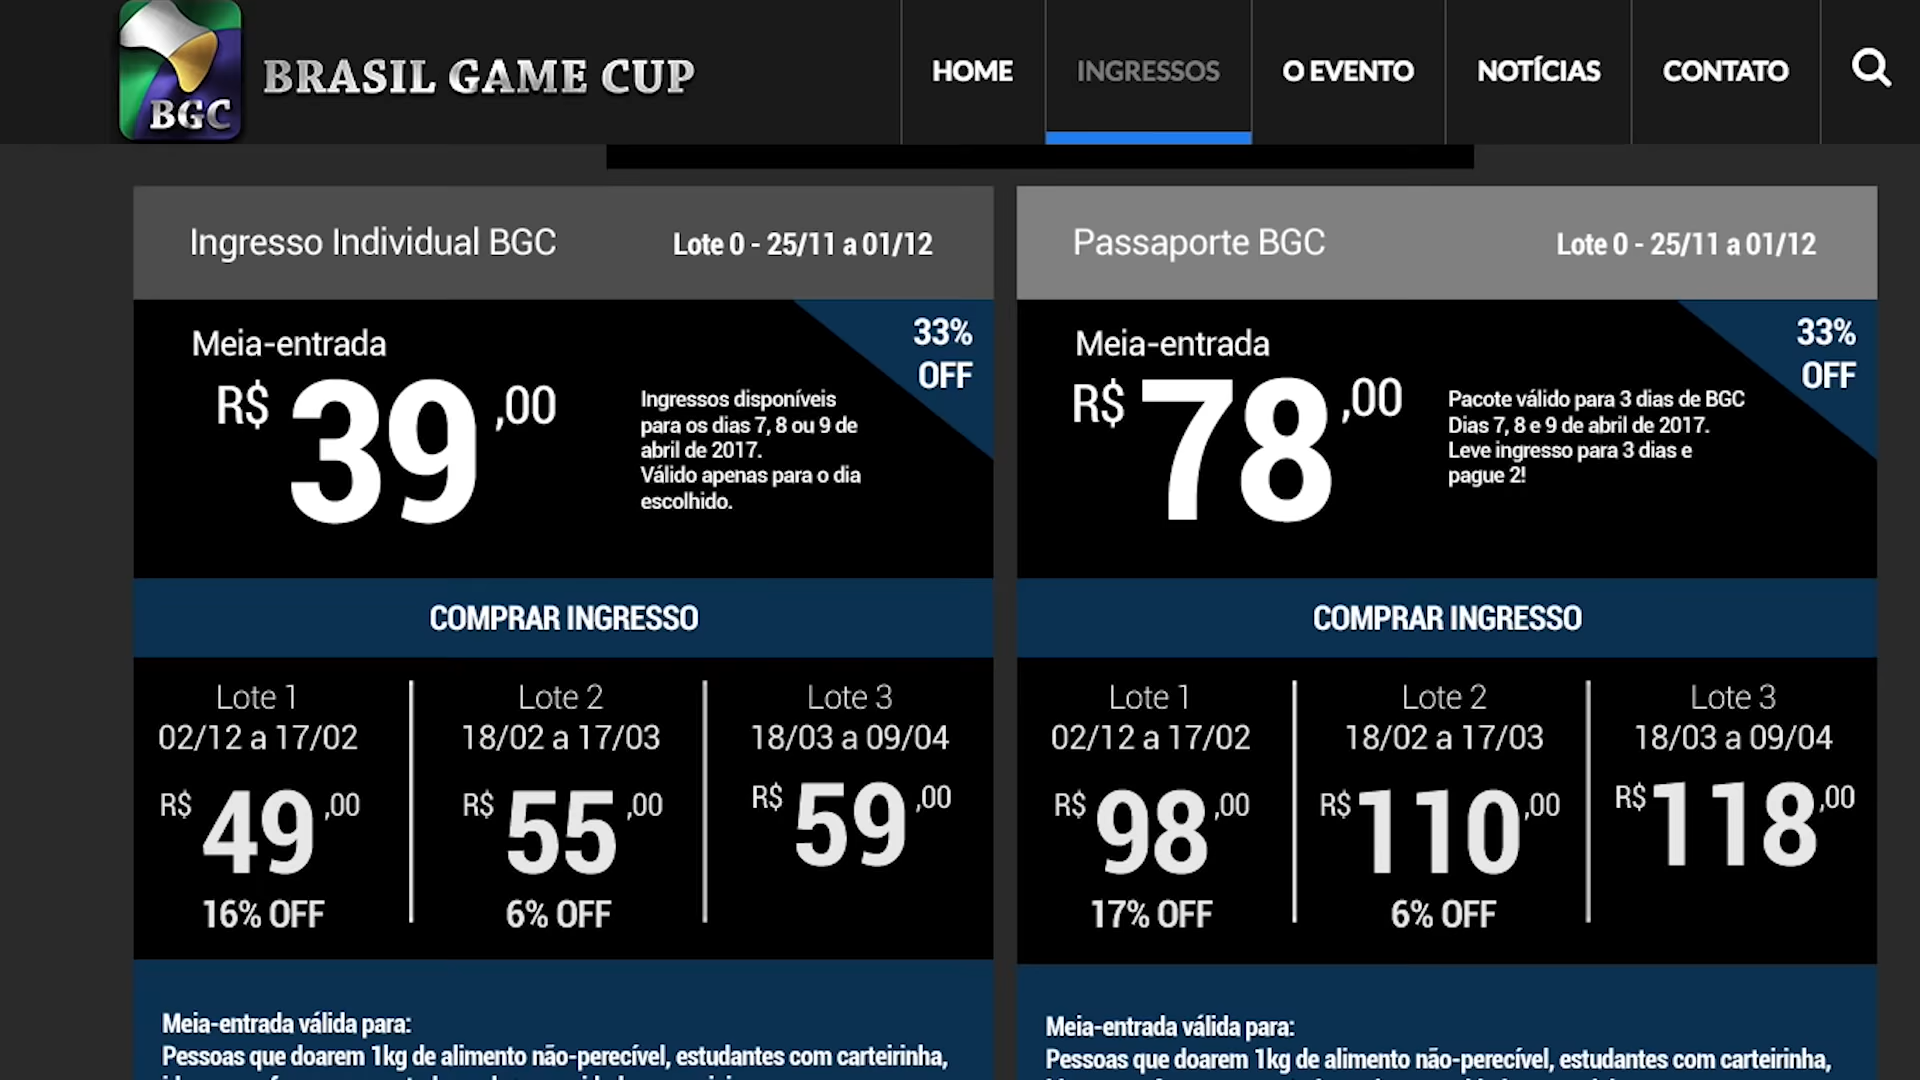 BGC
BRASIL GAME CUP
HOME
INGRESSOS
O EVENTO
NOTÍCIAS
CONTATO
Ingresso Individual BGC
Lote 0 - 25/11 a 01/12
Meia-entrada
33%
OFF
R$ 39,00
Ingressos disponíveis
para os dias 7, 8 ou 9 de
abril de 2017.
Válido apenas para o dia
escolhido.
COMPRAR INGRESSO
Lote 1
02/12 a 17/02
R$ 49,00
16% OFF
Lote 2
18/02 a 17/03
R$ 55,00
6% OFF
Lote 3
18/03 a 09/04
R$ 59,00
Meia-entrada válida para:
Pessoas que doarem 1kg de alimento não-perecível, estudantes com carteirinha,
Passaporte BGC
Lote 0 - 25/11 a 01/12
Meia-entrada
33%
OFF
R$ 78,00
Pacote válido para 3 dias de BGC
Dias 7, 8 e 9 de abril de 2017.
Leve ingresso para 3 dias e
pague 2!
COMPRAR INGRESSO
Lote 1
02/12 a 17/02
R$ 98,00
17% OFF
Lote 2
18/02 a 17/03
R$ 110,00
6% OFF
Lote 3
18/03 a 09/04
R$ 118,00
Meia-entrada válida para:
Pessoas que doarem 1kg de alimento não-perecível, estudantes com carteirinha,